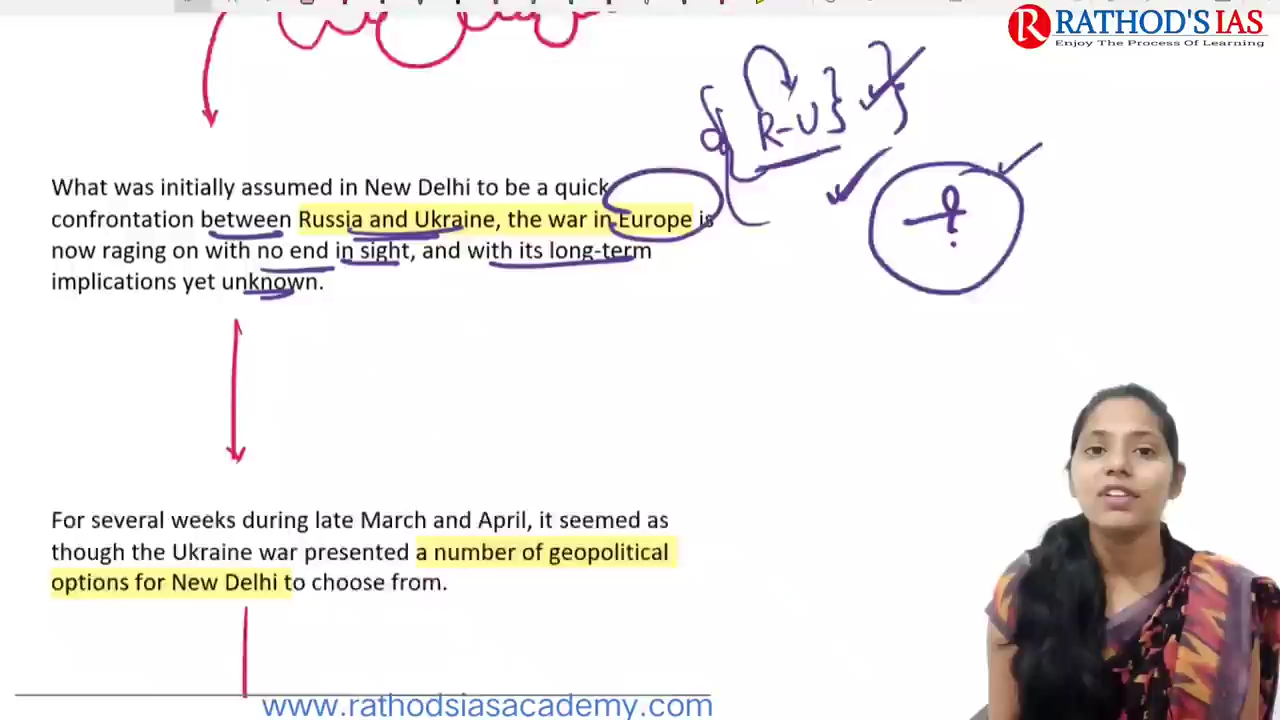 RATHOD'S IAS
Enjoy The Process Of Learning
R-U
?
What was initially assumed in New Delhi to be a quick
confrontation between Russia and Ukraine, the war in Europe is
now raging on with no end in sight, and with its long-term
implications yet unknown.
For several weeks during late March and April, it seemed as
though the Ukraine war presented a number of geopolitical
options for New Delhi to choose from.
www.rathodsiasacademy.com